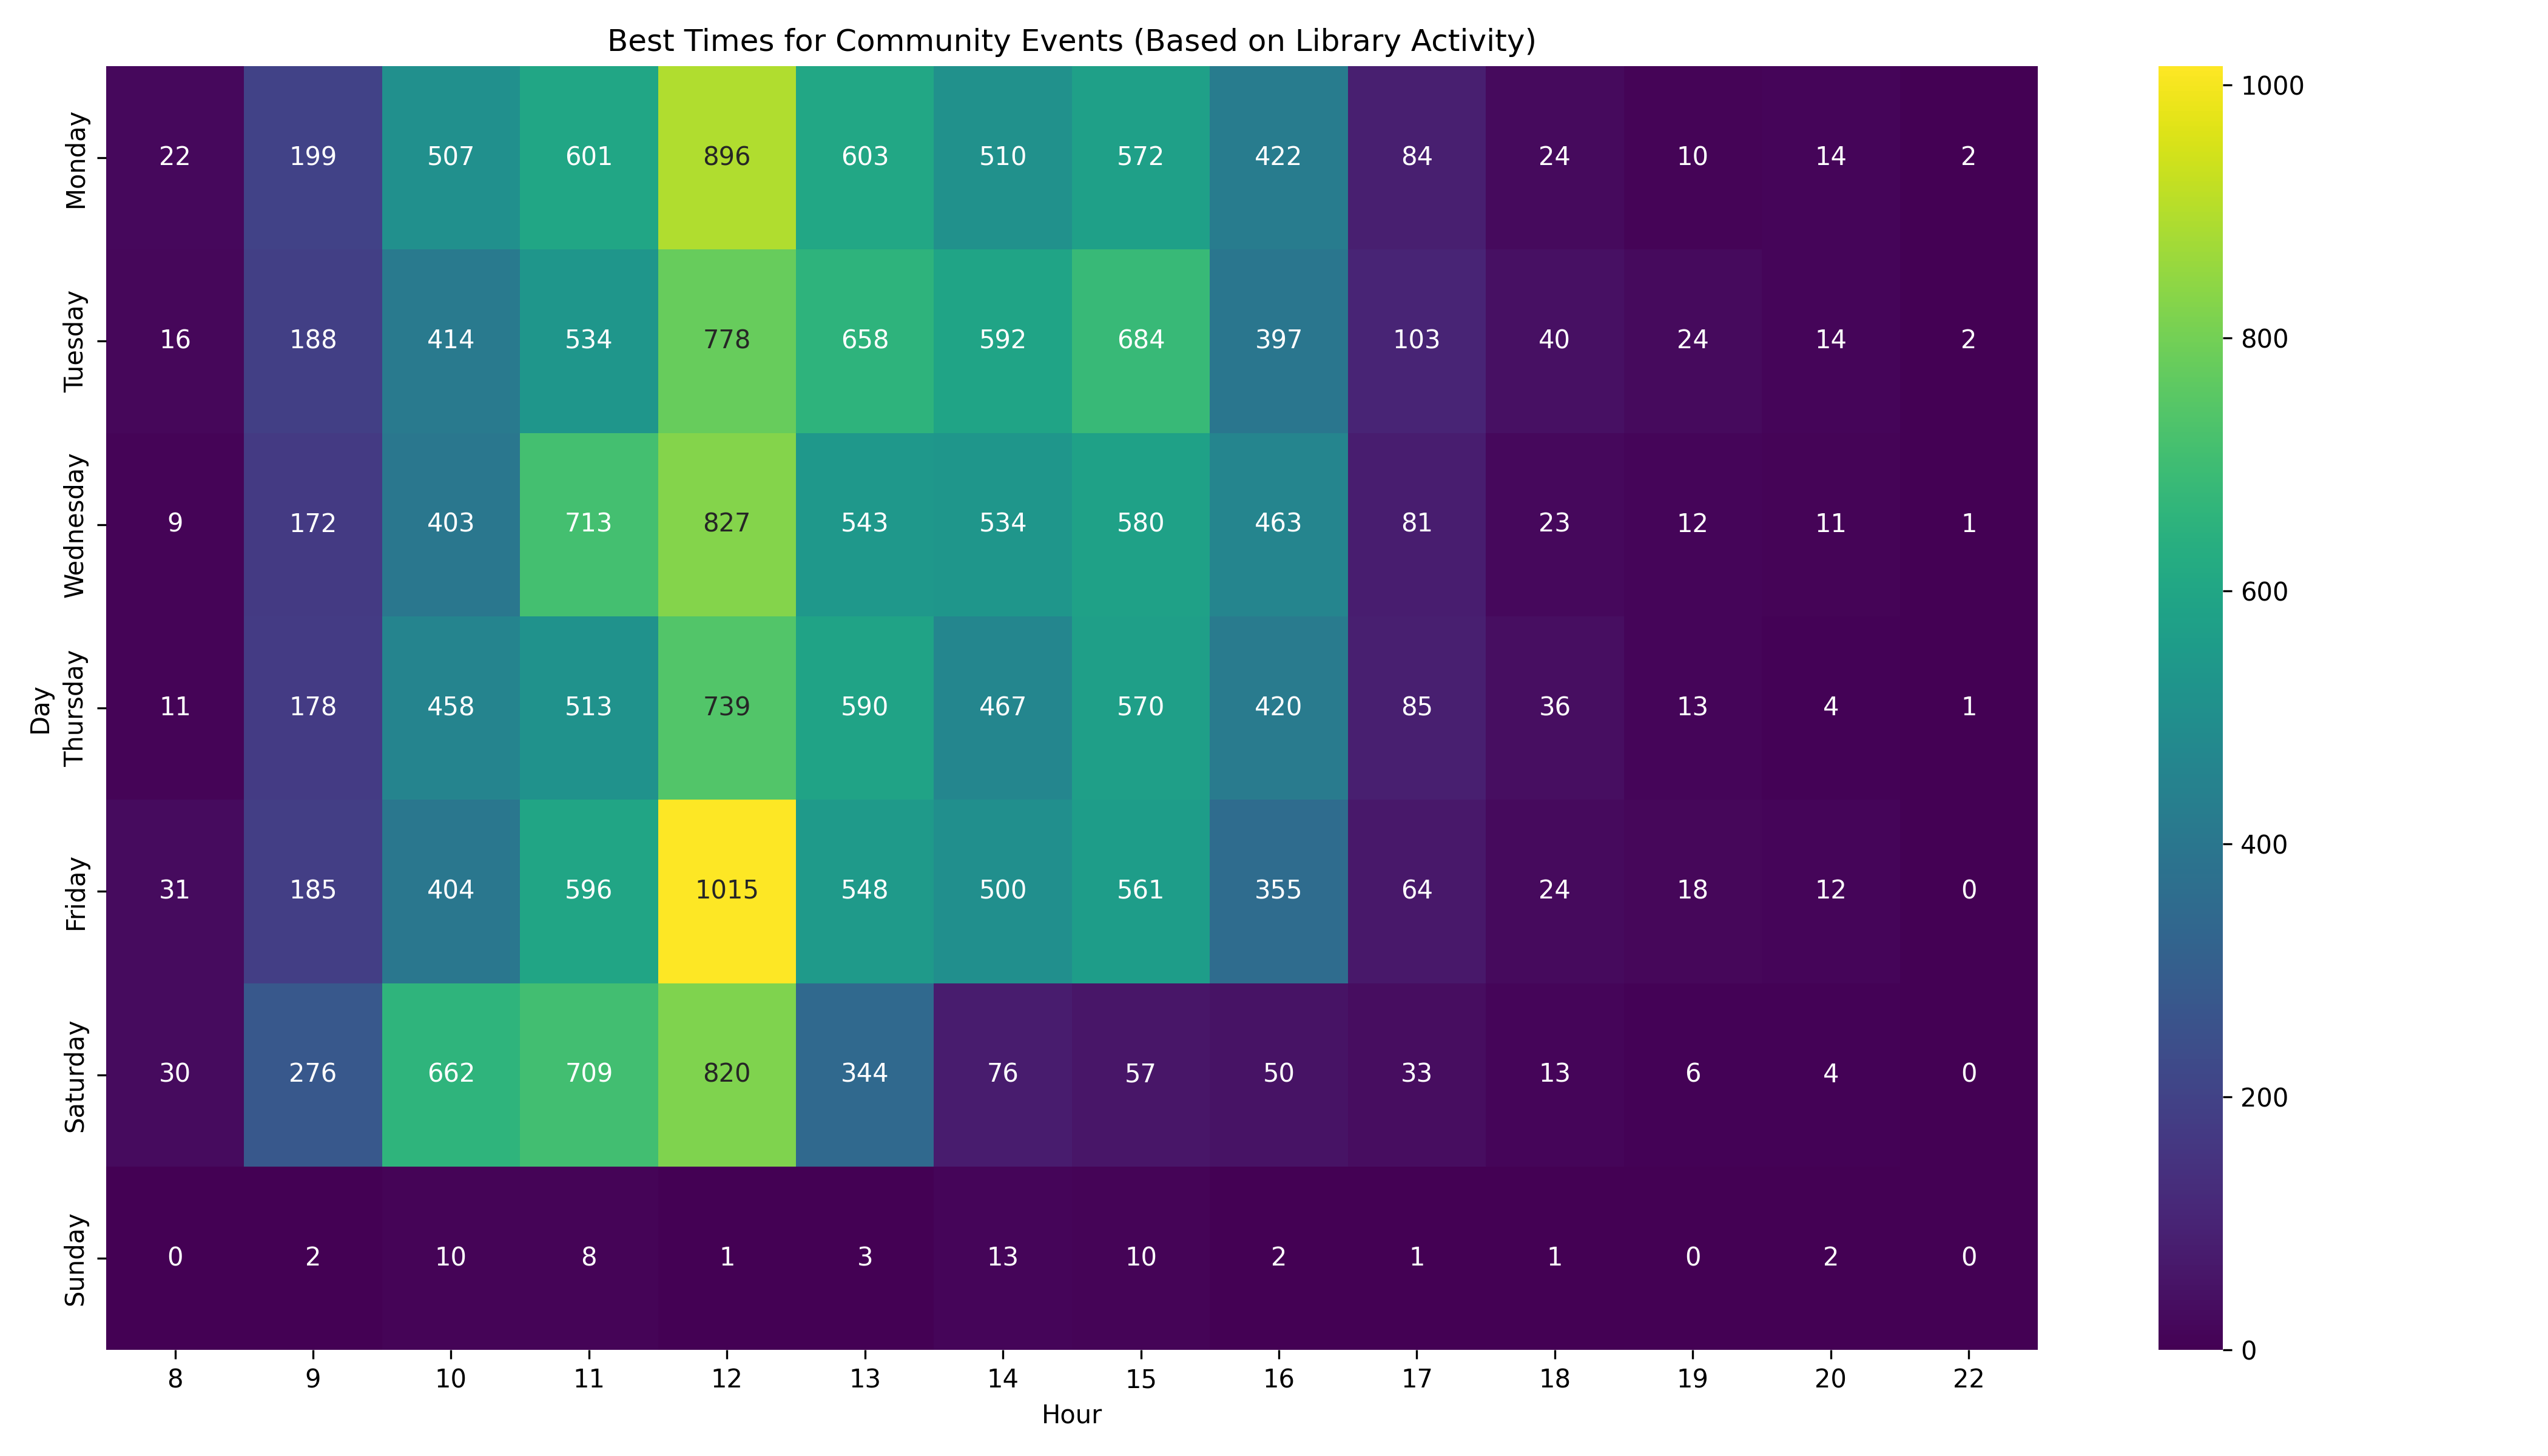 Best Times for Community Events (Based on Library Activity)
Day
Monday 22 199 507 601 896 603 510 572 422 84 24 10 14 2
Tuesday 16 188 414 534 778 658 592 684 397 103 40 24 14 2
Wednesday 9 172 403 713 827 543 534 580 463 81 23 12 11 1
Thursday 11 178 458 513 739 590 467 570 420 85 36 13 4 1
Friday 31 185 404 596 1015 548 500 561 355 64 24 18 12 0
Saturday 30 276 662 709 820 344 76 57 50 33 13 6 4 0
Sunday 0 2 10 8 1 3 13 10 2 1 1 0 2 0
8 9 10 11 12 13 14 15 16 17 18 19 20 22
Hour
1000
800
600
400
200
0